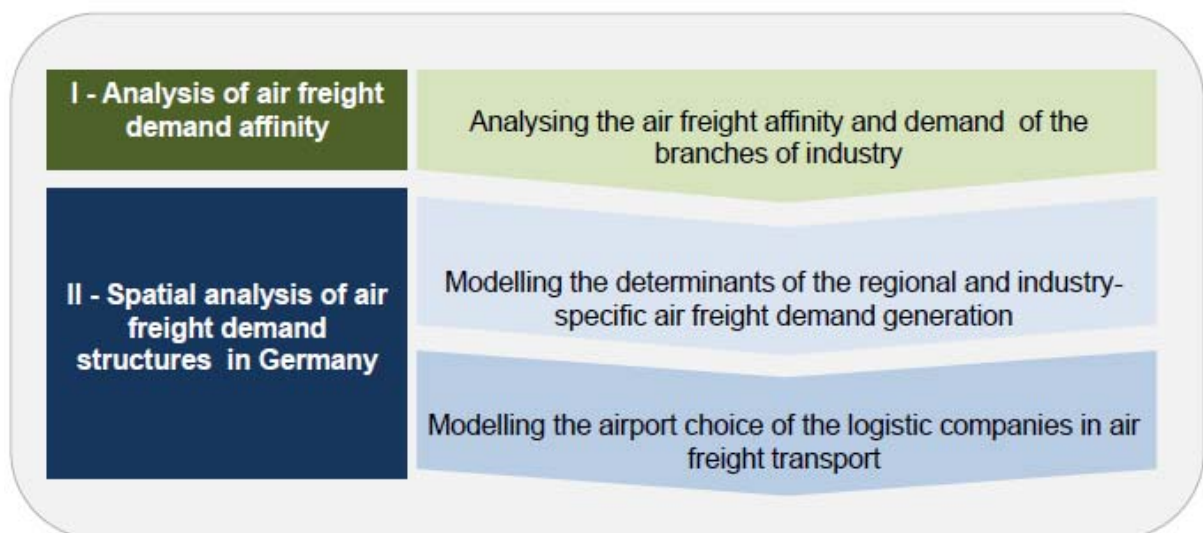 I - Analysis of air freight
demand affinity
Analysing the air freight affinity and demand of the
branches of industry
II - Spatial analysis of air
freight demand
structures in Germany
Modelling the determinants of the regional and industry-
specific air freight demand generation
Modelling the airport choice of the logistic companies in air
freight transport